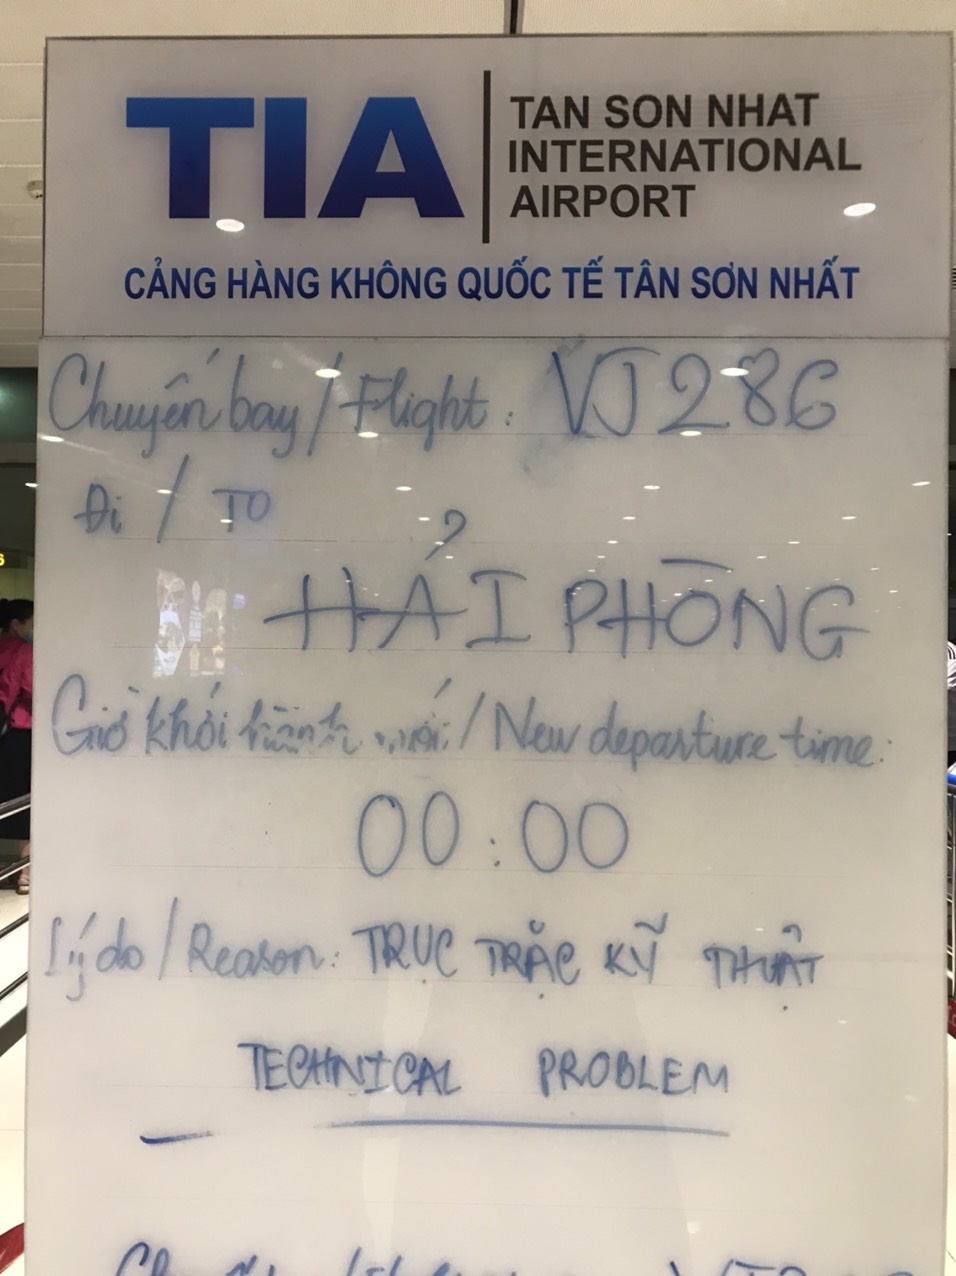 TIA
TAN SON NHAT
INTERNATIONAL
AIRPORT
CẢNG HÀNG KHÔNG QUỐC TẾ TÂN SƠN NHẤT
Chuyến bay / Flight: VJ286
Đi / TO
HẢI PHÒNG
Giờ khởi hành mới / New departure time:
00:00
Lý do / Reason: TRỤC TRẶC KỸ THUẬT
TECHNICAL PROBLEM